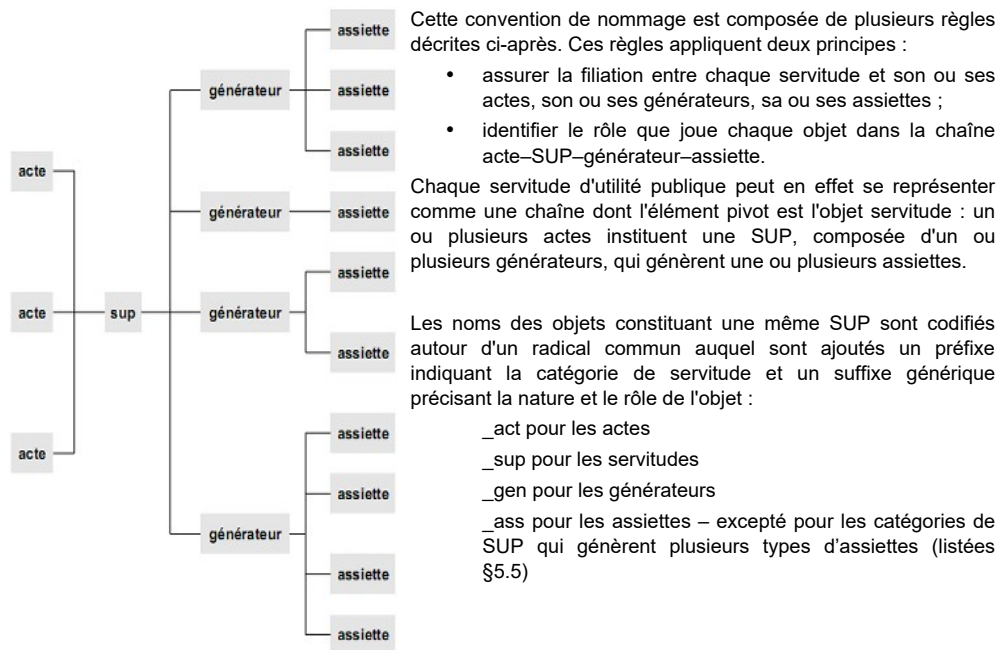 assiette
générateur
assiette
assiette
acte
générateur
assiette
assiette
acte
sup
générateur
assiette
assiette
acte
assiette
générateur
assiette
assiette
Cette convention de nommage est composée de plusieurs règles
décrites ci-après. Ces règles appliquent deux principes :
• assurer la filiation entre chaque servitude et son ou ses
actes, son ou ses générateurs, sa ou ses assiettes ;
• identifier le rôle que joue chaque objet dans la chaîne
acte–SUP–générateur–assiette.
Chaque servitude d'utilité publique peut en effet se représenter
comme une chaîne dont l'élément pivot est l'objet servitude : un
ou plusieurs actes instituent une SUP, composée d'un ou
plusieurs générateurs, qui génèrent une ou plusieurs assiettes.
Les noms des objets constituant une même SUP sont codifiés
autour d'un radical commun auquel sont ajoutés un préfixe
indiquant la catégorie de servitude et un suffixe générique
précisant la nature et le rôle de l'objet :
_act pour les actes
_sup pour les servitudes
_gen pour les générateurs
_ass pour les assiettes – excepté pour les catégories de
SUP qui génèrent plusieurs types d’assiettes (listées
§5.5)